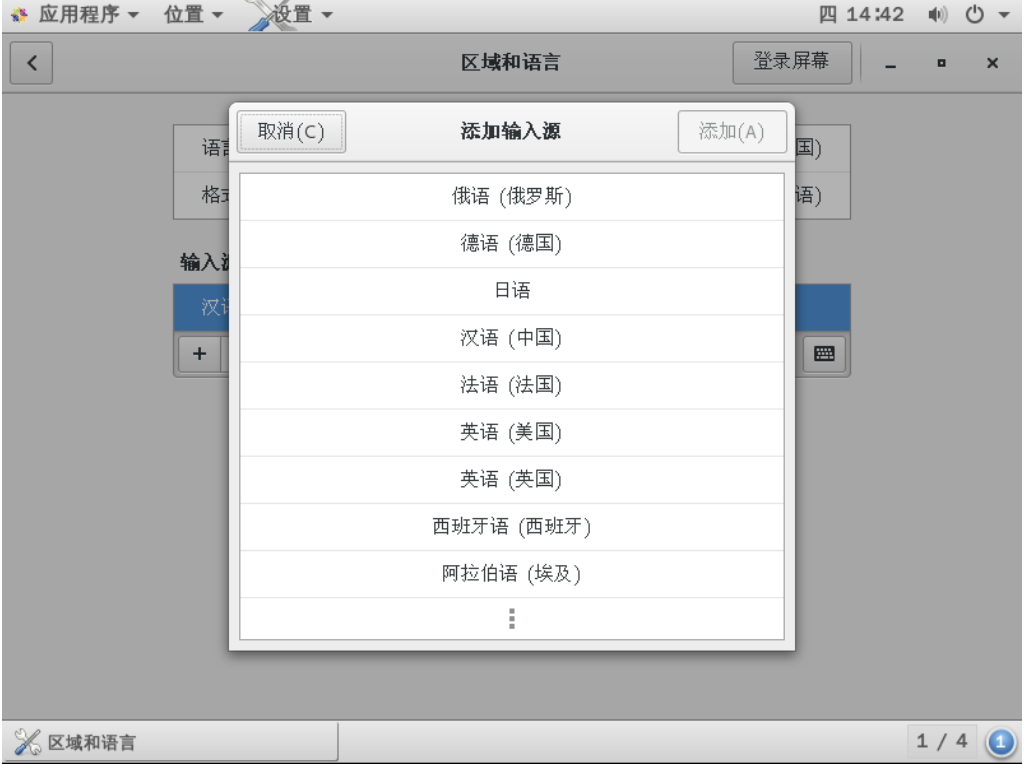 应用程序 位置 设置 四 14:42
区域和语言 登录屏幕
取消(C) 添加输入源 添加(A)
语言 国)
格式 语)
输入源
汉语
俄语 (俄罗斯)
德语 (德国)
日语
汉语 (中国)
法语 (法国)
英语 (美国)
英语 (英国)
西班牙语 (西班牙)
阿拉伯语 (埃及)
区域和语言 1 / 4 1